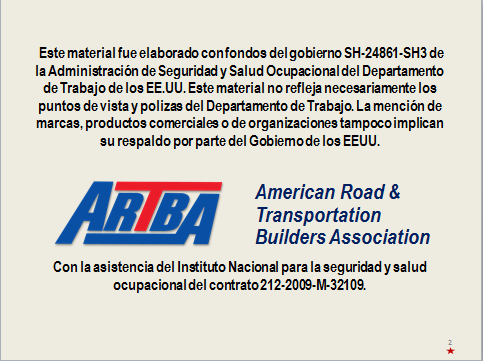 Este material fue elaborado con fondos del gobierno SH-24861-SH3 de
la Administración de Seguridad y Salud Ocupacional del Departamento
de Trabajo de los EE.UU. Este material no refleja necesariamente los
puntos de vista y polizas del Departamento de Trabajo. La mención de
marcas, productos comerciales o de organizaciones tampoco implican
su respaldo por parte del Gobierno de los EEUU.
ARTBA
American Road &
Transportation
Builders Association
Con la asistencia del Instituto Nacional para la seguridad y salud
ocupacional del contrato 212-2009-M-32109.
2